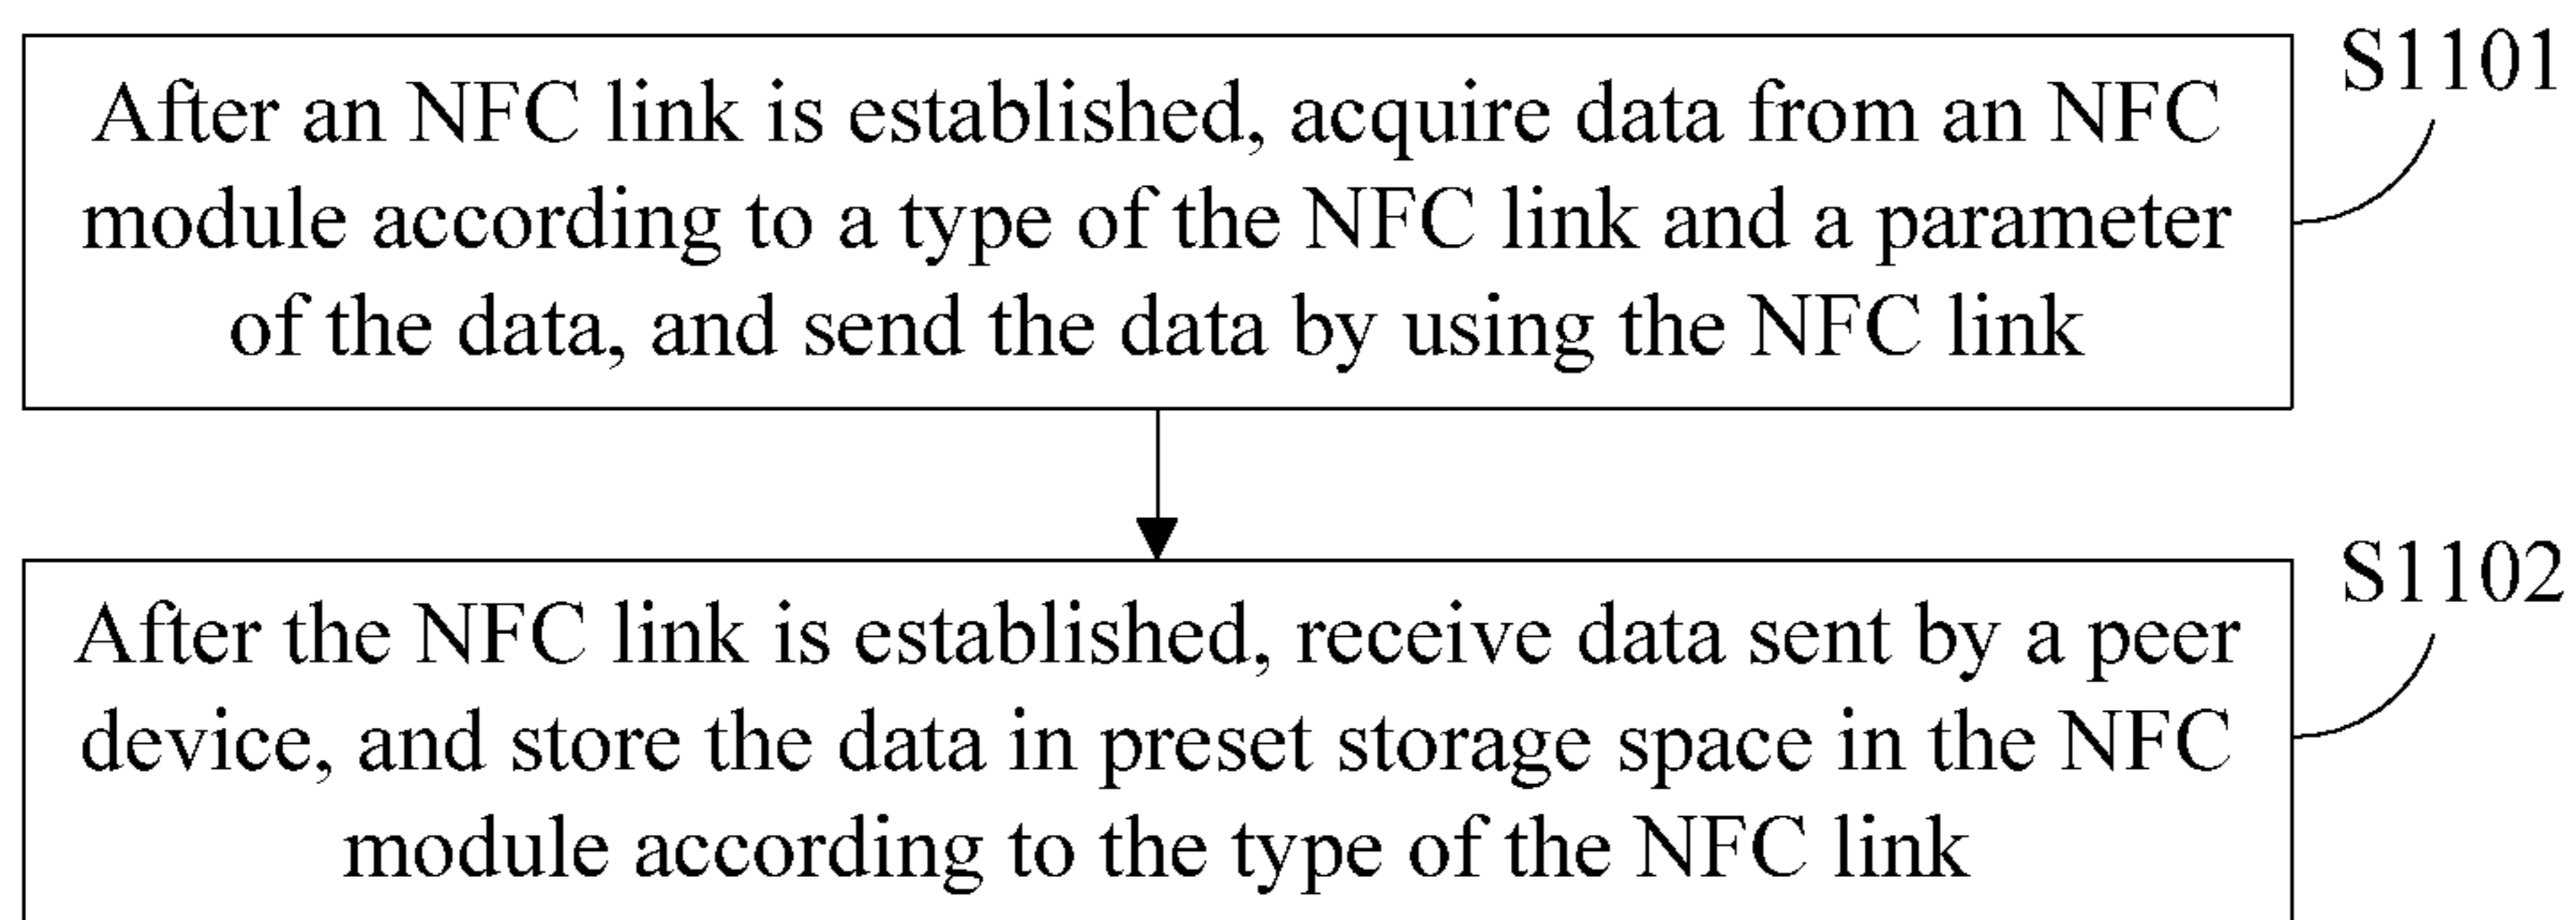 S1101
After an NFC link is established, acquire data from an NFC
module according to a type of the NFC link and a parameter
of the data, and send the data by using the NFC link
S1102
After the NFC link is established, receive data sent by a peer
device, and store the data in preset storage space in the NFC
module according to the type of the NFC link